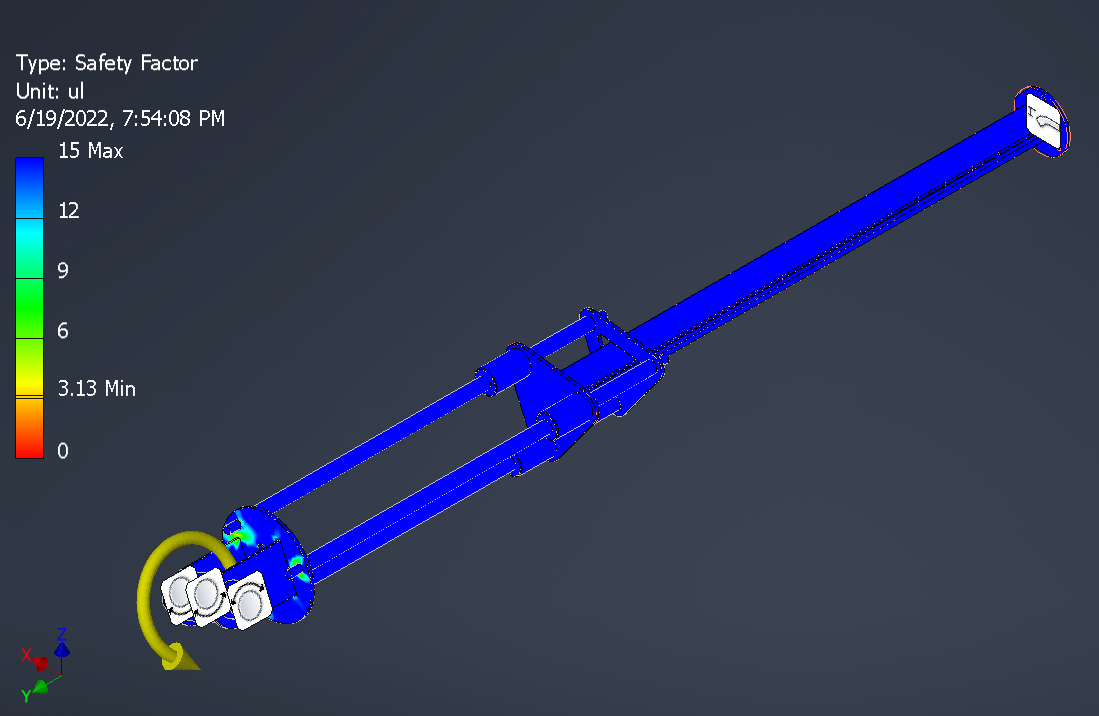 Type: Safety Factor
Unit: ul
6/19/2022, 7:54:08 PM
15 Max
12
9
6
3.13 Min
0
Z
X
Y